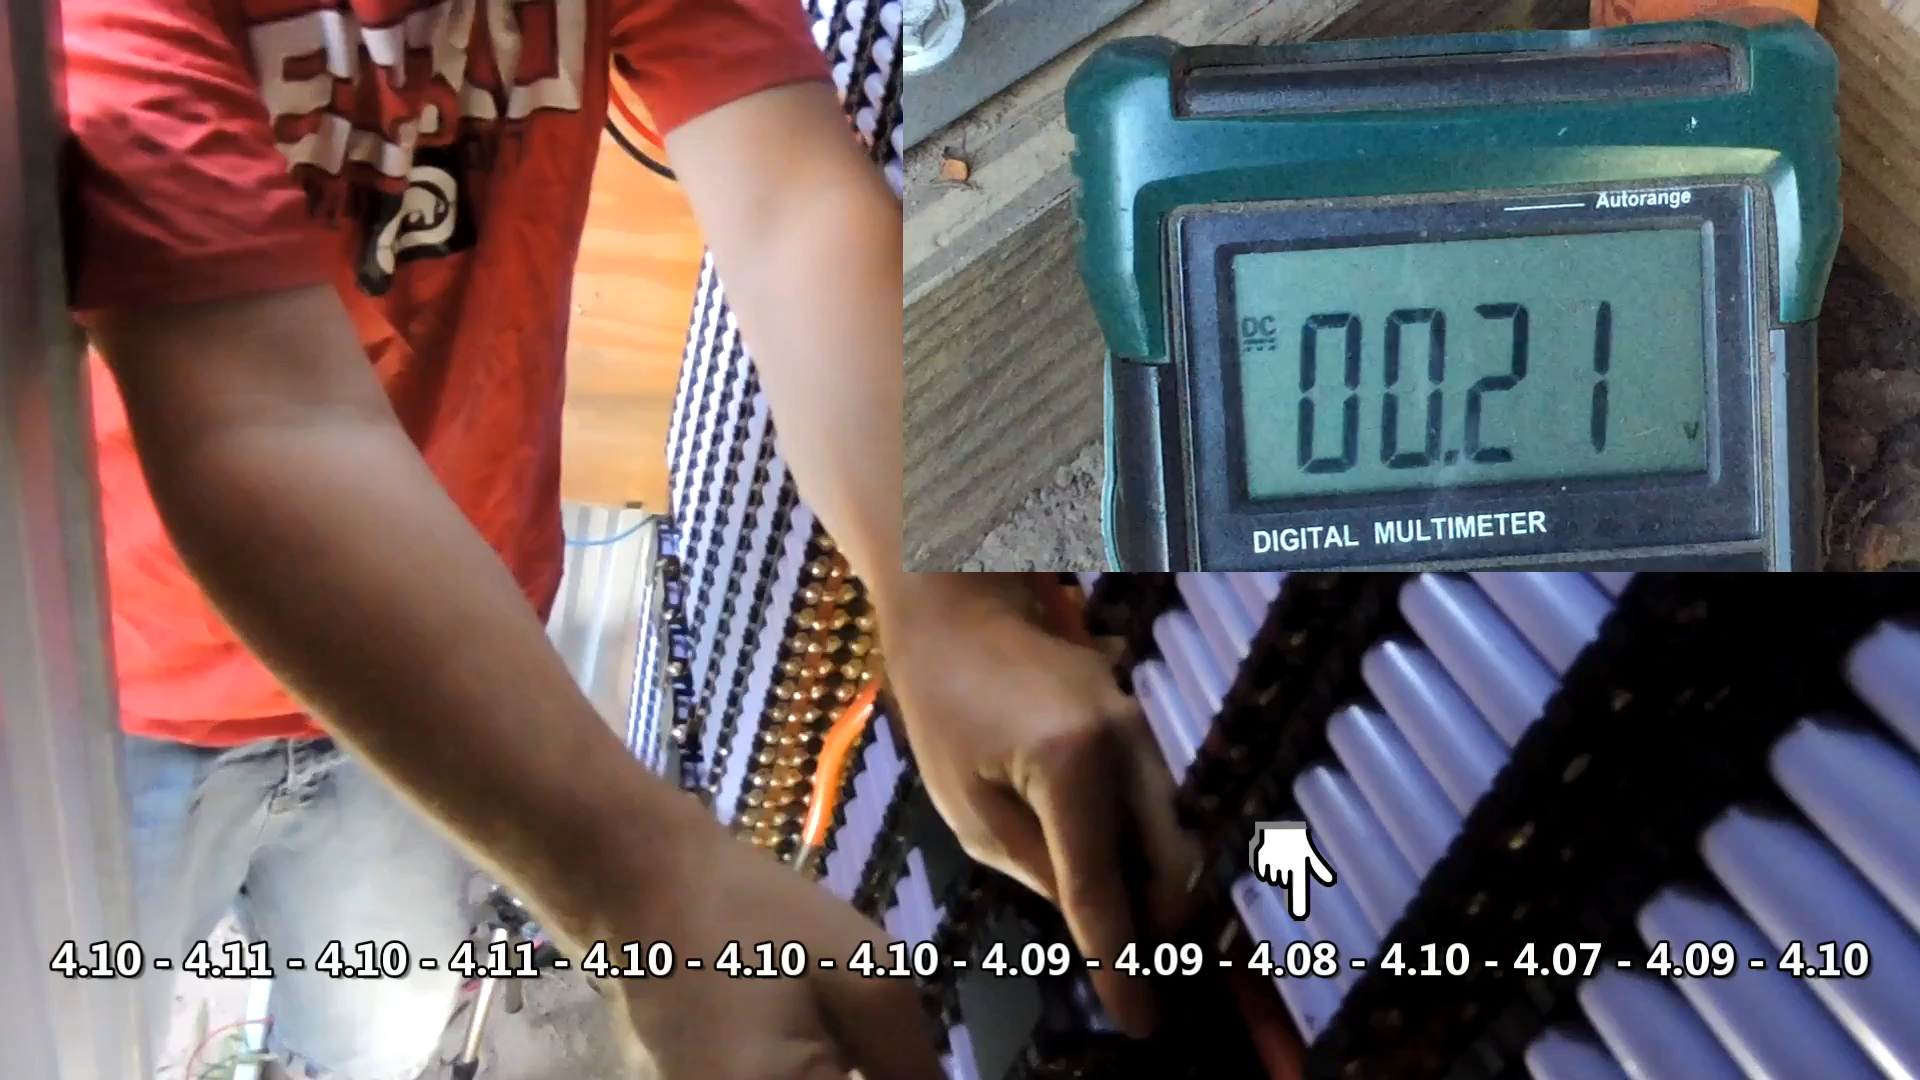 Autorange
DC
00.21
V
DIGITAL MULTIMETER
4.10 - 4.11 - 4.10 - 4.11 - 4.10 - 4.10 - 4.10 - 4.09 - 4.09 - 4.08 - 4.10 - 4.07 - 4.09 - 4.10